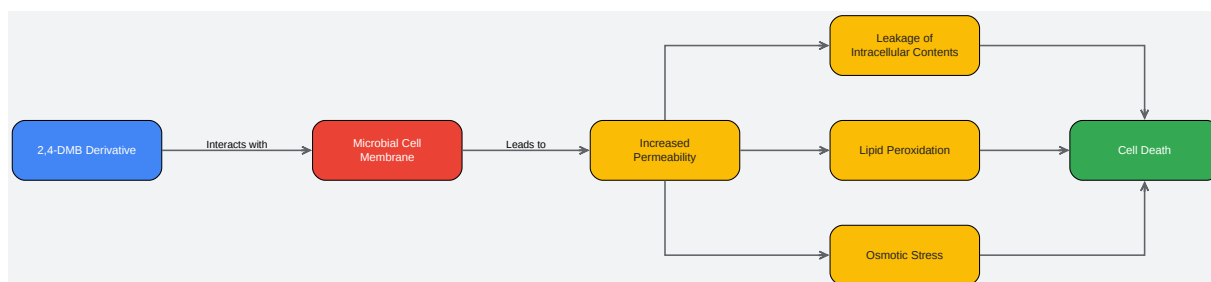 Leakage of
Intracellular Contents
2,4-DMB Derivative
Interacts with
Microbial Cell
Membrane
Leads to
Increased
Permeability
Lipid Peroxidation
Cell Death
Osmotic Stress